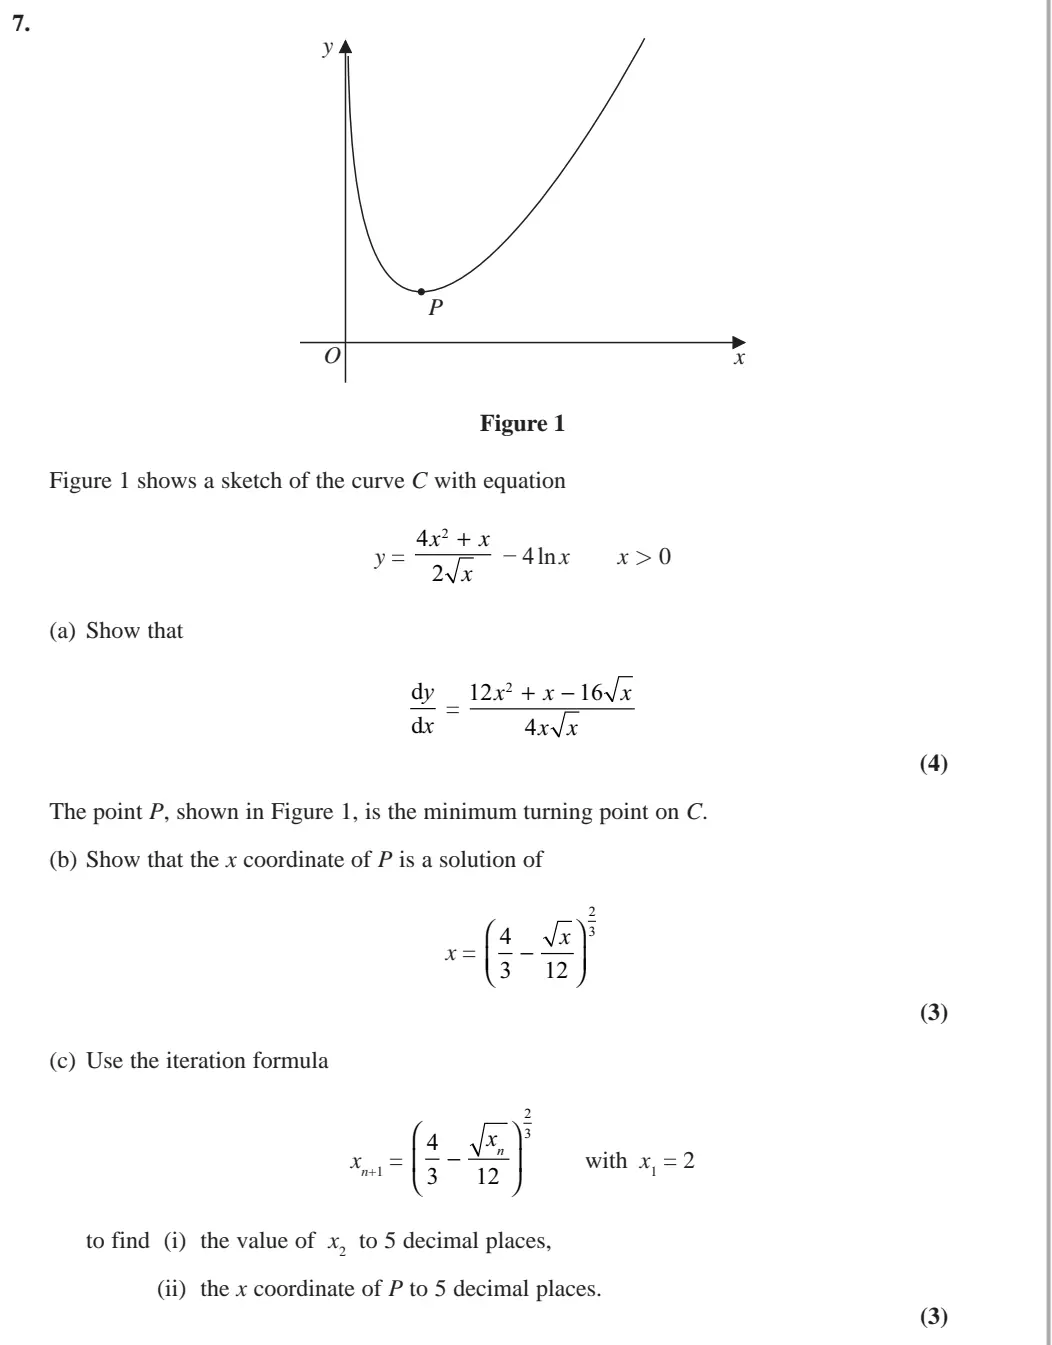 7.
y
P
O
x
Figure 1
Figure 1 shows a sketch of the curve C with equation
y = (4x² + x)/(2√x) − 4 ln x    x > 0
(a) Show that
dy/dx = (12x² + x − 16√x)/(4x√x)
(4)
The point P, shown in Figure 1, is the minimum turning point on C.
(b) Show that the x coordinate of P is a solution of
x = (4/3 − √x/12)^(2/3)
(3)
(c) Use the iteration formula
xₙ₊₁ = (4/3 − √xₙ/12)^(2/3)    with x₁ = 2
to find (i) the value of x₂ to 5 decimal places,
(ii) the x coordinate of P to 5 decimal places.
(3)